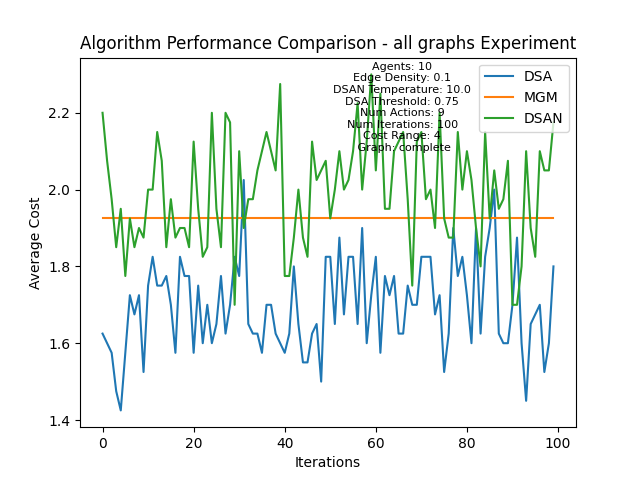 Algorithm Performance Comparison - all graphs Experiment
Agents: 10
Edge Density: 0.1
DSAN Temperature: 10.0
DSA Threshold: 0.75
Num Actions: 9
Num Iterations: 100
Cost Range: 4
Graph: complete
DSA
MGM
DSAN
Average Cost
2.2
2.0
1.8
1.6
1.4
0
20
40
60
80
100
Iterations